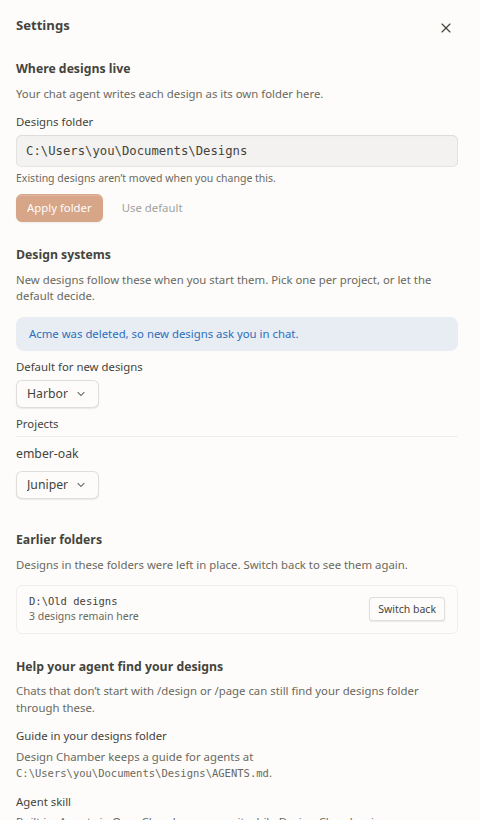 Settings
Where designs live
Your chat agent writes each design as its own folder here.
Designs folder
C:\Users\you\Documents\Designs
Existing designs aren't moved when you change this.
Apply folder
Use default
Design systems
New designs follow these when you start them. Pick one per project, or let the
default decide.
Acme was deleted, so new designs ask you in chat.
Default for new designs
Harbor
Projects
ember-oak
Juniper
Earlier folders
Designs in these folders were left in place. Switch back to see them again.
D:\Old designs
3 designs remain here
Switch back
Help your agent find your designs
Chats that don't start with /design or /page can still find your designs folder
through these.
Guide in your designs folder
Design Chamber keeps a guide for agents at
C:\Users\you\Documents\Designs\AGENTS.md.
Agent skill